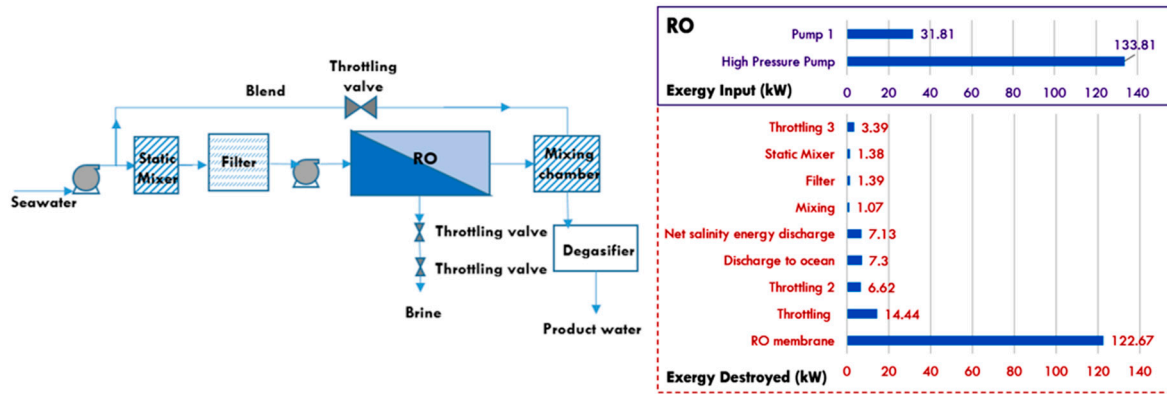 Throttling
valve
Blend
Static
Mixer
Filter
RO
Mixing
chamber
Seawater
Throttling valve
Degasifier
Throttling valve
Brine
Product water
RO
Pump 1 31.81
133.81
High Pressure Pump
Exergy Input (kW) 0 20 40 60 80 100 120 140
Throttling 3 3.39
Static Mixer 1.38
Filter 1.39
Mixing 1.07
Net salinity energy discharge 7.13
Discharge to ocean 7.3
Throttling 2 6.62
Throttling 14.44
RO membrane 122.67
0 20 40 60 80 100 120 140
Exergy Destroyed (kW)